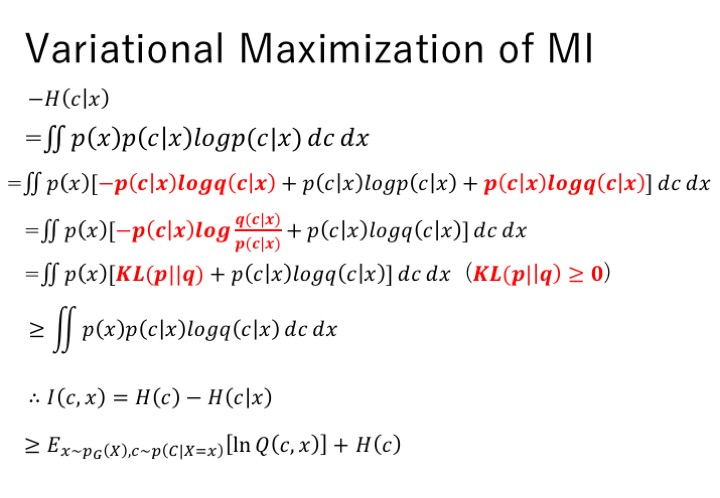 Variational Maximization of MI
−H(c|x)
=∬ p(x)p(c|x)logp(c|x) dc dx
=∬ p(x)[−p(c|x)logq(c|x) + p(c|x)logp(c|x) + p(c|x)logq(c|x)] dc dx
=∬ p(x)[−p(c|x)log q(c|x)/p(c|x) + p(c|x)logq(c|x)] dc dx
=∬ p(x)[KL(p||q) + p(c|x)logq(c|x)] dc dx（KL(p||q) ≥ 0）
≥ ∬ p(x)p(c|x)logq(c|x) dc dx
∴ I(c, x) = H(c) − H(c|x)
≥ E_{x~p_G(X),c~p(C|X=x)}[ln Q(c, x)] + H(c)